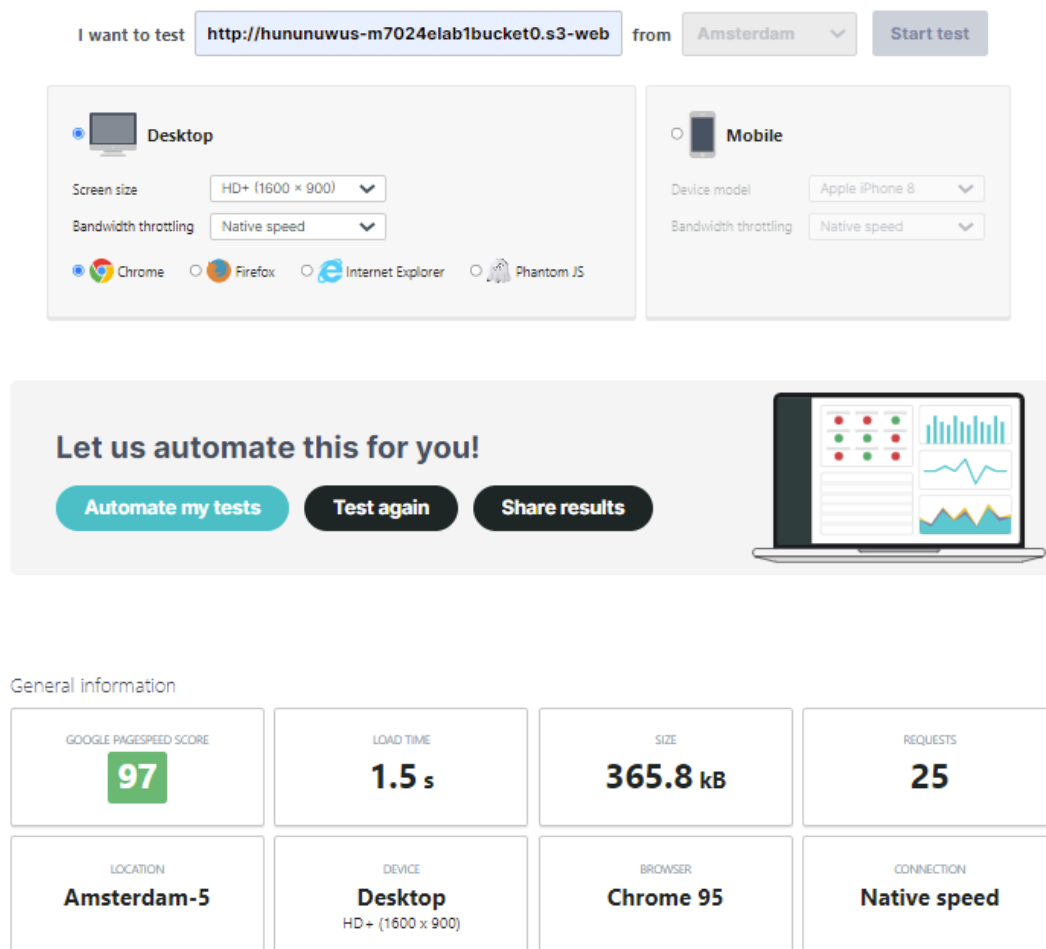 I want to test http://hununuwus-m7024elab1bucket0.s3-web from Amsterdam Start test
Desktop
Screen size HD+ (1600 × 900)
Bandwidth throttling Native speed
Chrome Firefox Internet Explorer Phantom JS
Mobile
Device model Apple iPhone 8
Bandwidth throttling Native speed
Let us automate this for you!
Automate my tests Test again Share results
General information
GOOGLE PAGESPEED SCORE
97
LOAD TIME
1.5 s
SIZE
365.8 kB
REQUESTS
25
LOCATION
Amsterdam-5
DEVICE
Desktop
HD+ (1600 x 900)
BROWSER
Chrome 95
CONNECTION
Native speed